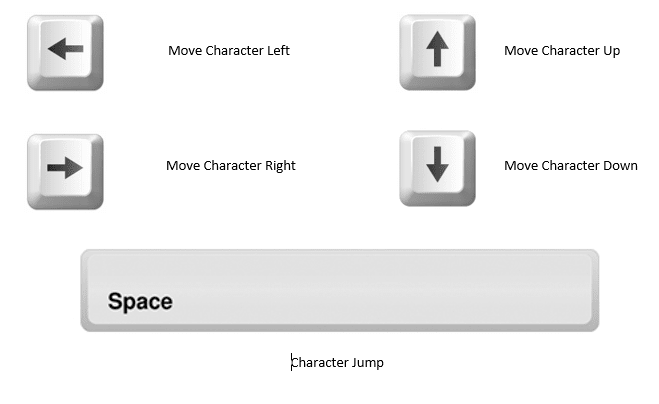 Move Character Left
Move Character Up
Move Character Right
Move Character Down
Space
Character Jump